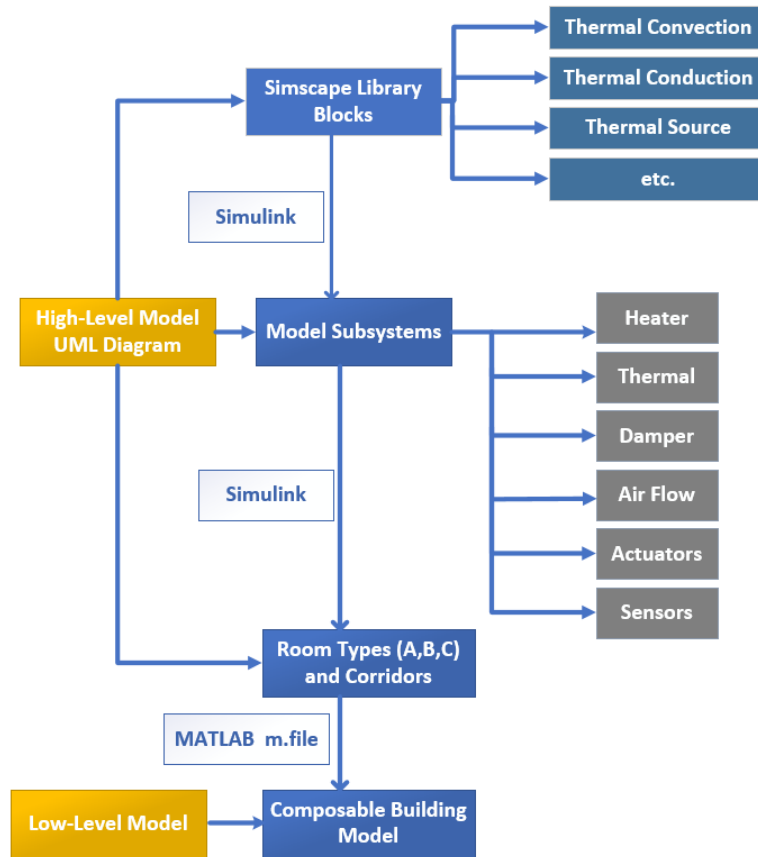 Thermal Convection
Simscape Library
Blocks
Thermal Conduction
Thermal Source
etc.
Simulink
High-Level Model
UML Diagram
Model Subsystems
Heater
Thermal
Damper
Simulink
Air Flow
Actuators
Sensors
Room Types (A,B,C)
and Corridors
MATLAB m.file
Low-Level Model
Composable Building
Model